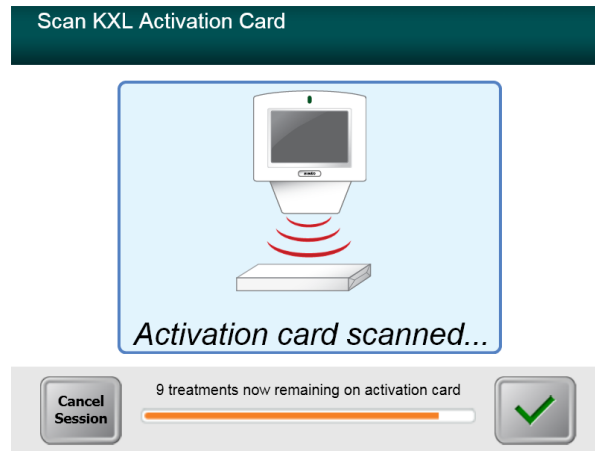 Scan KXL Activation Card
Activation card scanned...
Cancel
Session
9 treatments now remaining on activation card